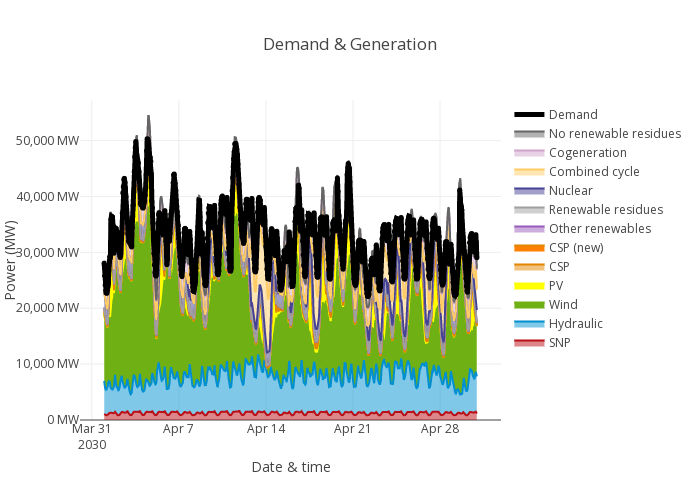 Demand & Generation
50,000 MW
40,000 MW
30,000 MW
20,000 MW
10,000 MW
0 MW
Power (MW)
Mar 31
2030
Apr 7
Apr 14
Apr 21
Apr 28
Date & time
Demand
No renewable residues
Cogeneration
Combined cycle
Nuclear
Renewable residues
Other renewables
CSP (new)
CSP
PV
Wind
Hydraulic
SNP